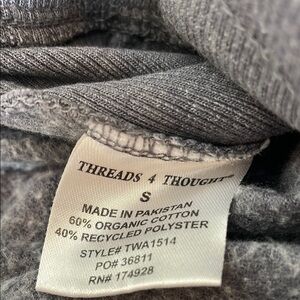 THREADS 4 THOUGHT®
S
MADE IN PAKISTAN
60% ORGANIC COTTON
40% RECYCLED POLYESTER
STYLE# TWA1514
PO# 36811
RN# 174928